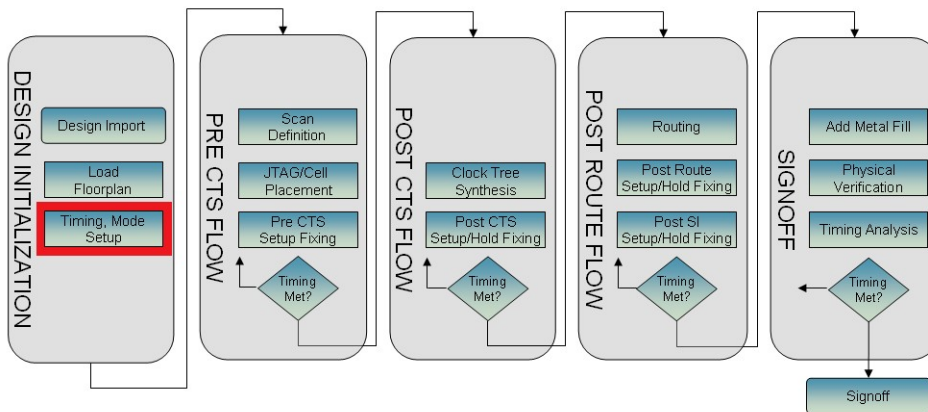 DESIGN INITIALIZATION
Design Import
Load
Floorplan
Timing, Mode
Setup
PRE CTS FLOW
Scan
Definition
JTAG/Cell
Placement
Pre CTS
Setup Fixing
Timing
Met?
POST CTS FLOW
Clock Tree
Synthesis
Post CTS
Setup/Hold Fixing
Timing
Met?
POST ROUTE FLOW
Routing
Post Route
Setup/Hold Fixing
Post SI
Setup/Hold Fixing
Timing
Met?
SIGNOFF
Add Metal Fill
Physical
Verification
Timing Analysis
Timing
Met?
Signoff